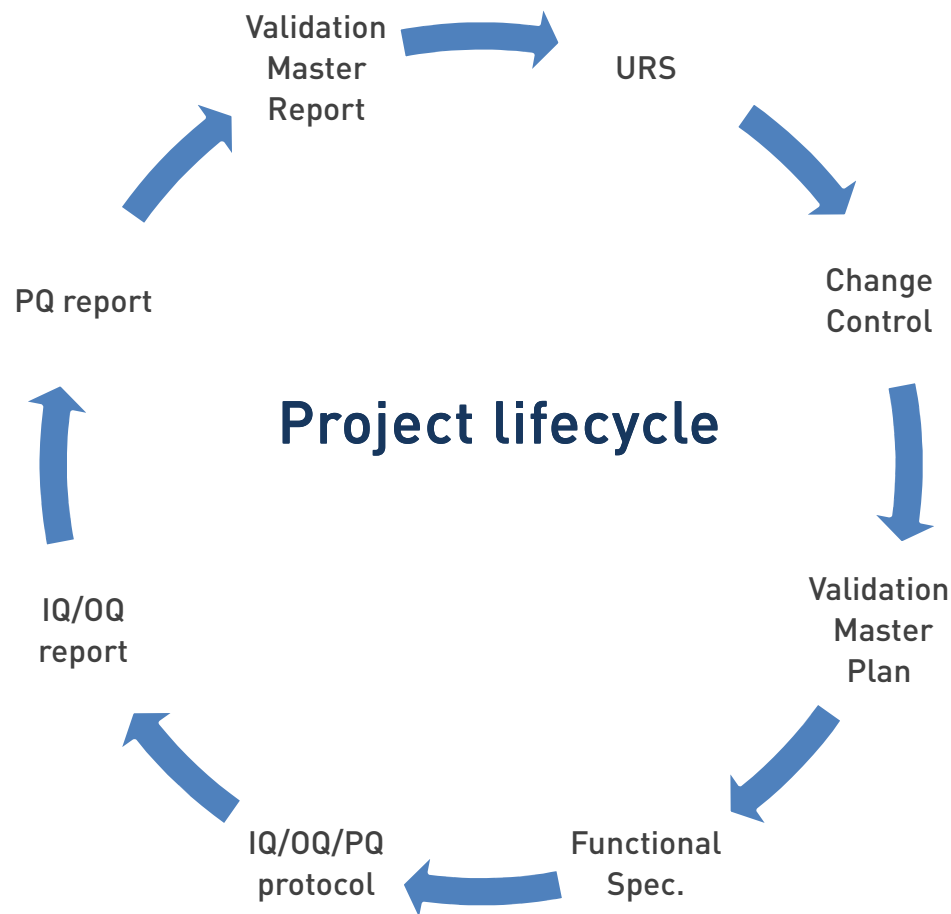 Validation
Master
Report
URS
Change
Control
Validation
Master
Plan
Functional
Spec.
IQ/OQ/PQ
protocol
IQ/OQ
report
PQ report
Project lifecycle